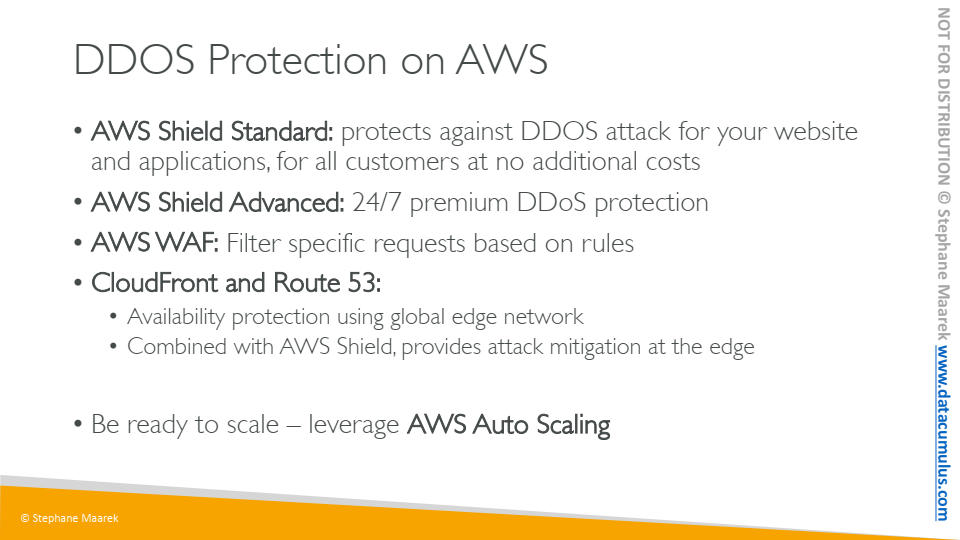 DDOS Protection on AWS
• AWS Shield Standard: protects against DDOS attack for your website
and applications, for all customers at no additional costs
• AWS Shield Advanced: 24/7 premium DDoS protection
• AWS WAF: Filter specific requests based on rules
• CloudFront and Route 53:
• Availability protection using global edge network
• Combined with AWS Shield, provides attack mitigation at the edge
• Be ready to scale – leverage AWS Auto Scaling
© Stephane Maarek
NOT FOR DISTRIBUTION © Stephane Maarek www.datacumulus.com